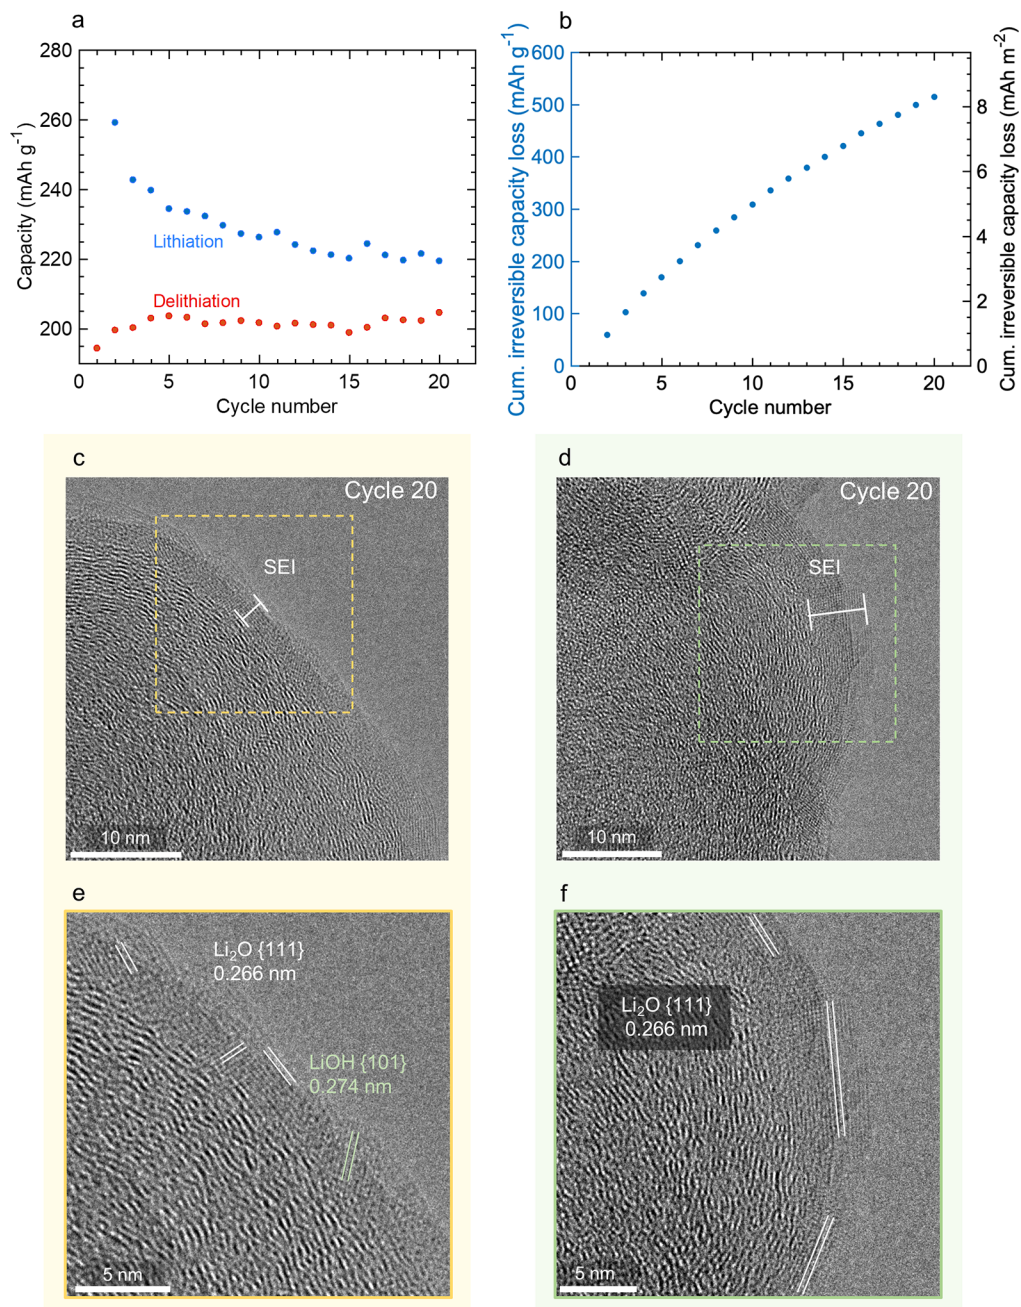 a
280
260
240
220
200
Capacity (mAh g⁻¹)
Lithiation
Delithiation
0
5
10
15
20
Cycle number
b
600
500
400
300
200
100
0
Cum. irreversible capacity loss (mAh g⁻¹)
8
6
4
2
0
Cum. irreversible capacity loss (mAh m⁻²)
0
5
10
15
20
Cycle number
c
Cycle 20
SEI
10 nm
d
Cycle 20
SEI
10 nm
e
Li₂O {111}
0.266 nm
LiOH {101}
0.274 nm
5 nm
f
Li₂O {111}
0.266 nm
5 nm